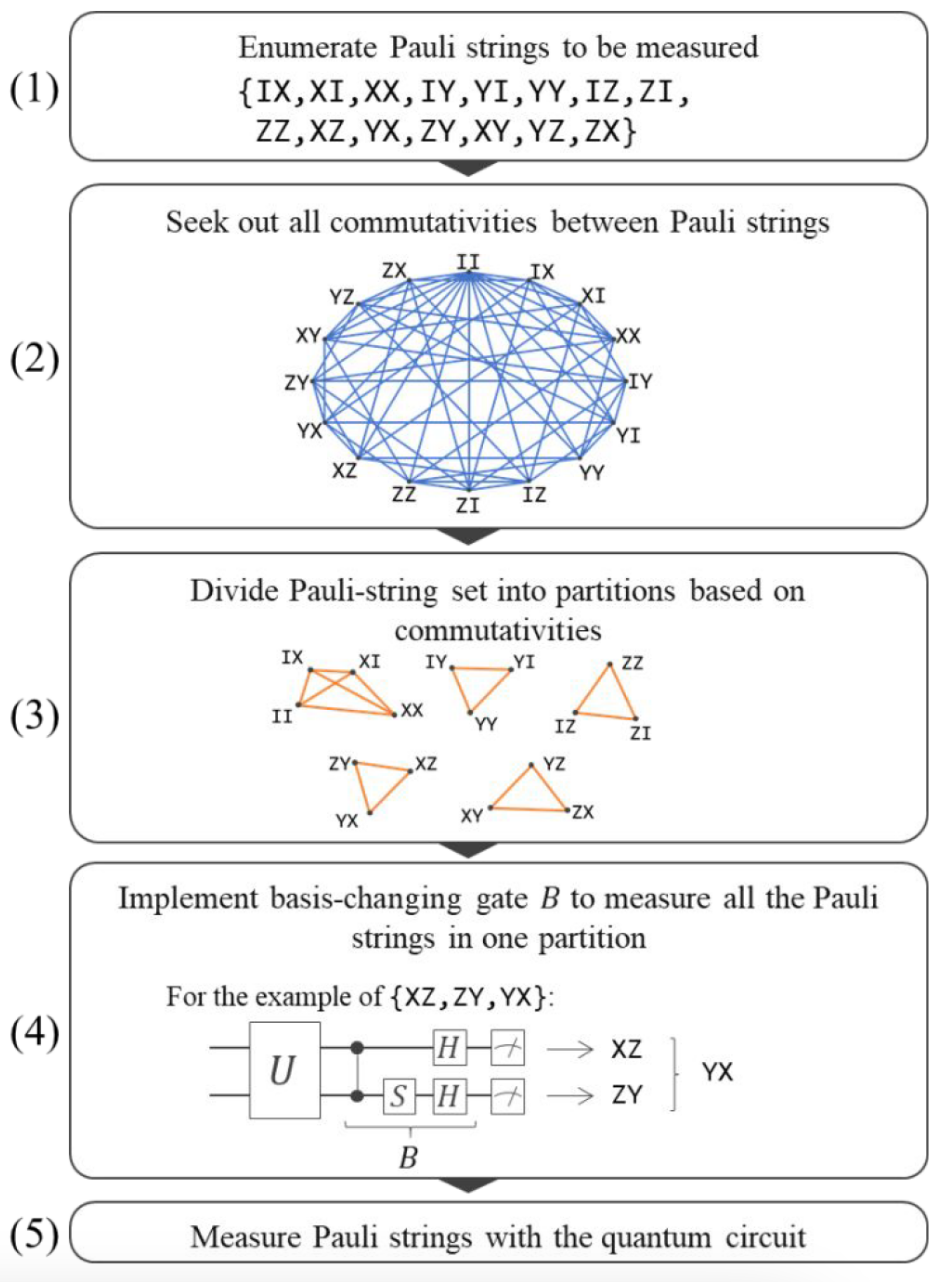 (1)
Enumerate Pauli strings to be measured
{IX,XI,XX,IY,YI,YY,IZ,ZI,
ZZ,XZ,YX,ZY,XY,YZ,ZX}
(2)
Seek out all commutativities between Pauli strings
II
ZX
IX
YZ
XI
XY
XX
ZY
IY
YX
YI
XZ
YY
ZZ
IZ
ZI
(3)
Divide Pauli-string set into partitions based on
commutativities
IX
XI
II
XX
IY
YI
YY
ZZ
IZ
ZI
ZY
XZ
YX
YZ
XY
ZX
(4)
Implement basis-changing gate B to measure all the Pauli
strings in one partition
For the example of {XZ,ZY,YX}:
U
H
XZ
S
H
ZY
YX
B
(5)
Measure Pauli strings with the quantum circuit